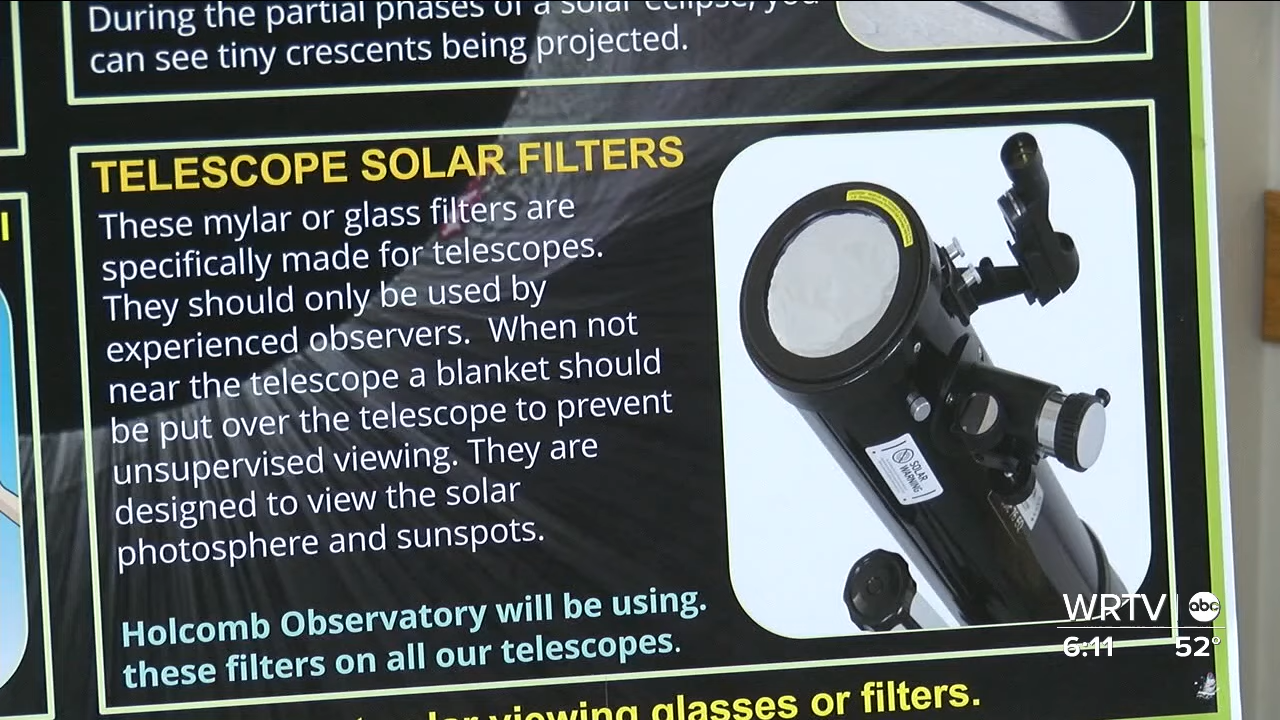 During the partial phases of a solar eclipse, you
can see tiny crescents being projected.
TELESCOPE SOLAR FILTERS
These mylar or glass filters are
specifically made for telescopes.
They should only be used by
experienced observers. When not
near the telescope a blanket should
be put over the telescope to prevent
unsupervised viewing. They are
designed to view the solar
photosphere and sunspots.
Holcomb Observatory will be using.
these filters on all our telescopes.
SOLAR
WARNING
viewing glasses or filters.
WRTV abc
6:11 52°